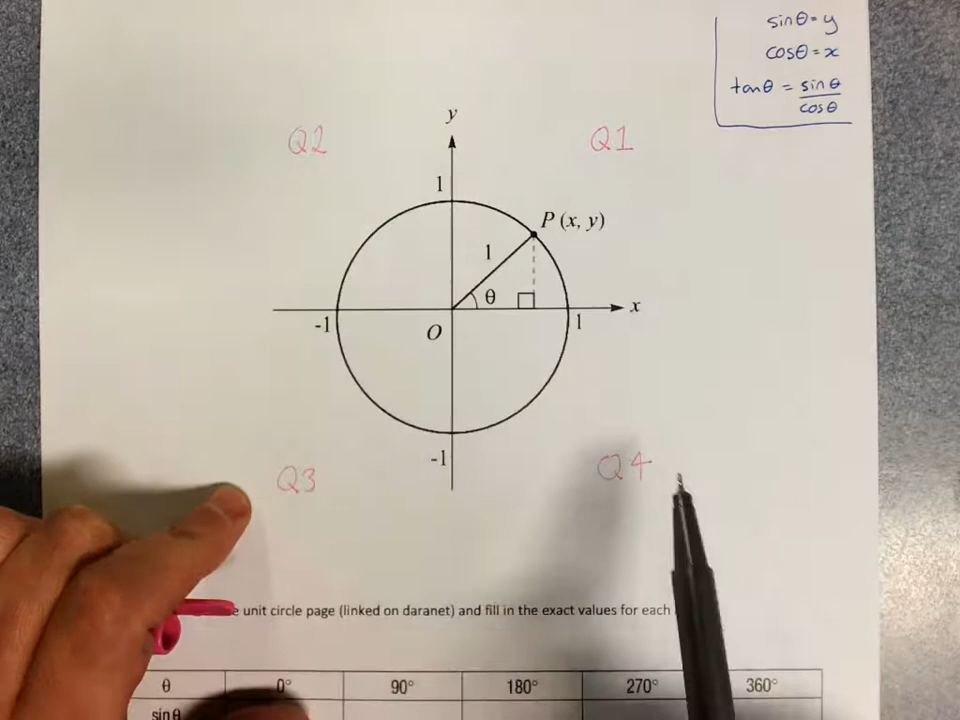 sinθ=y
cosθ=x
tanθ = sinθ
cosθ
y
Q2
Q1
1
P (x, y)
1
θ
x
-1
O
1
-1
Q3
Q4
unit circle page (linked on daranet) and fill in the exact values for each
θ 0° 90° 180° 270° 360°
sinθ